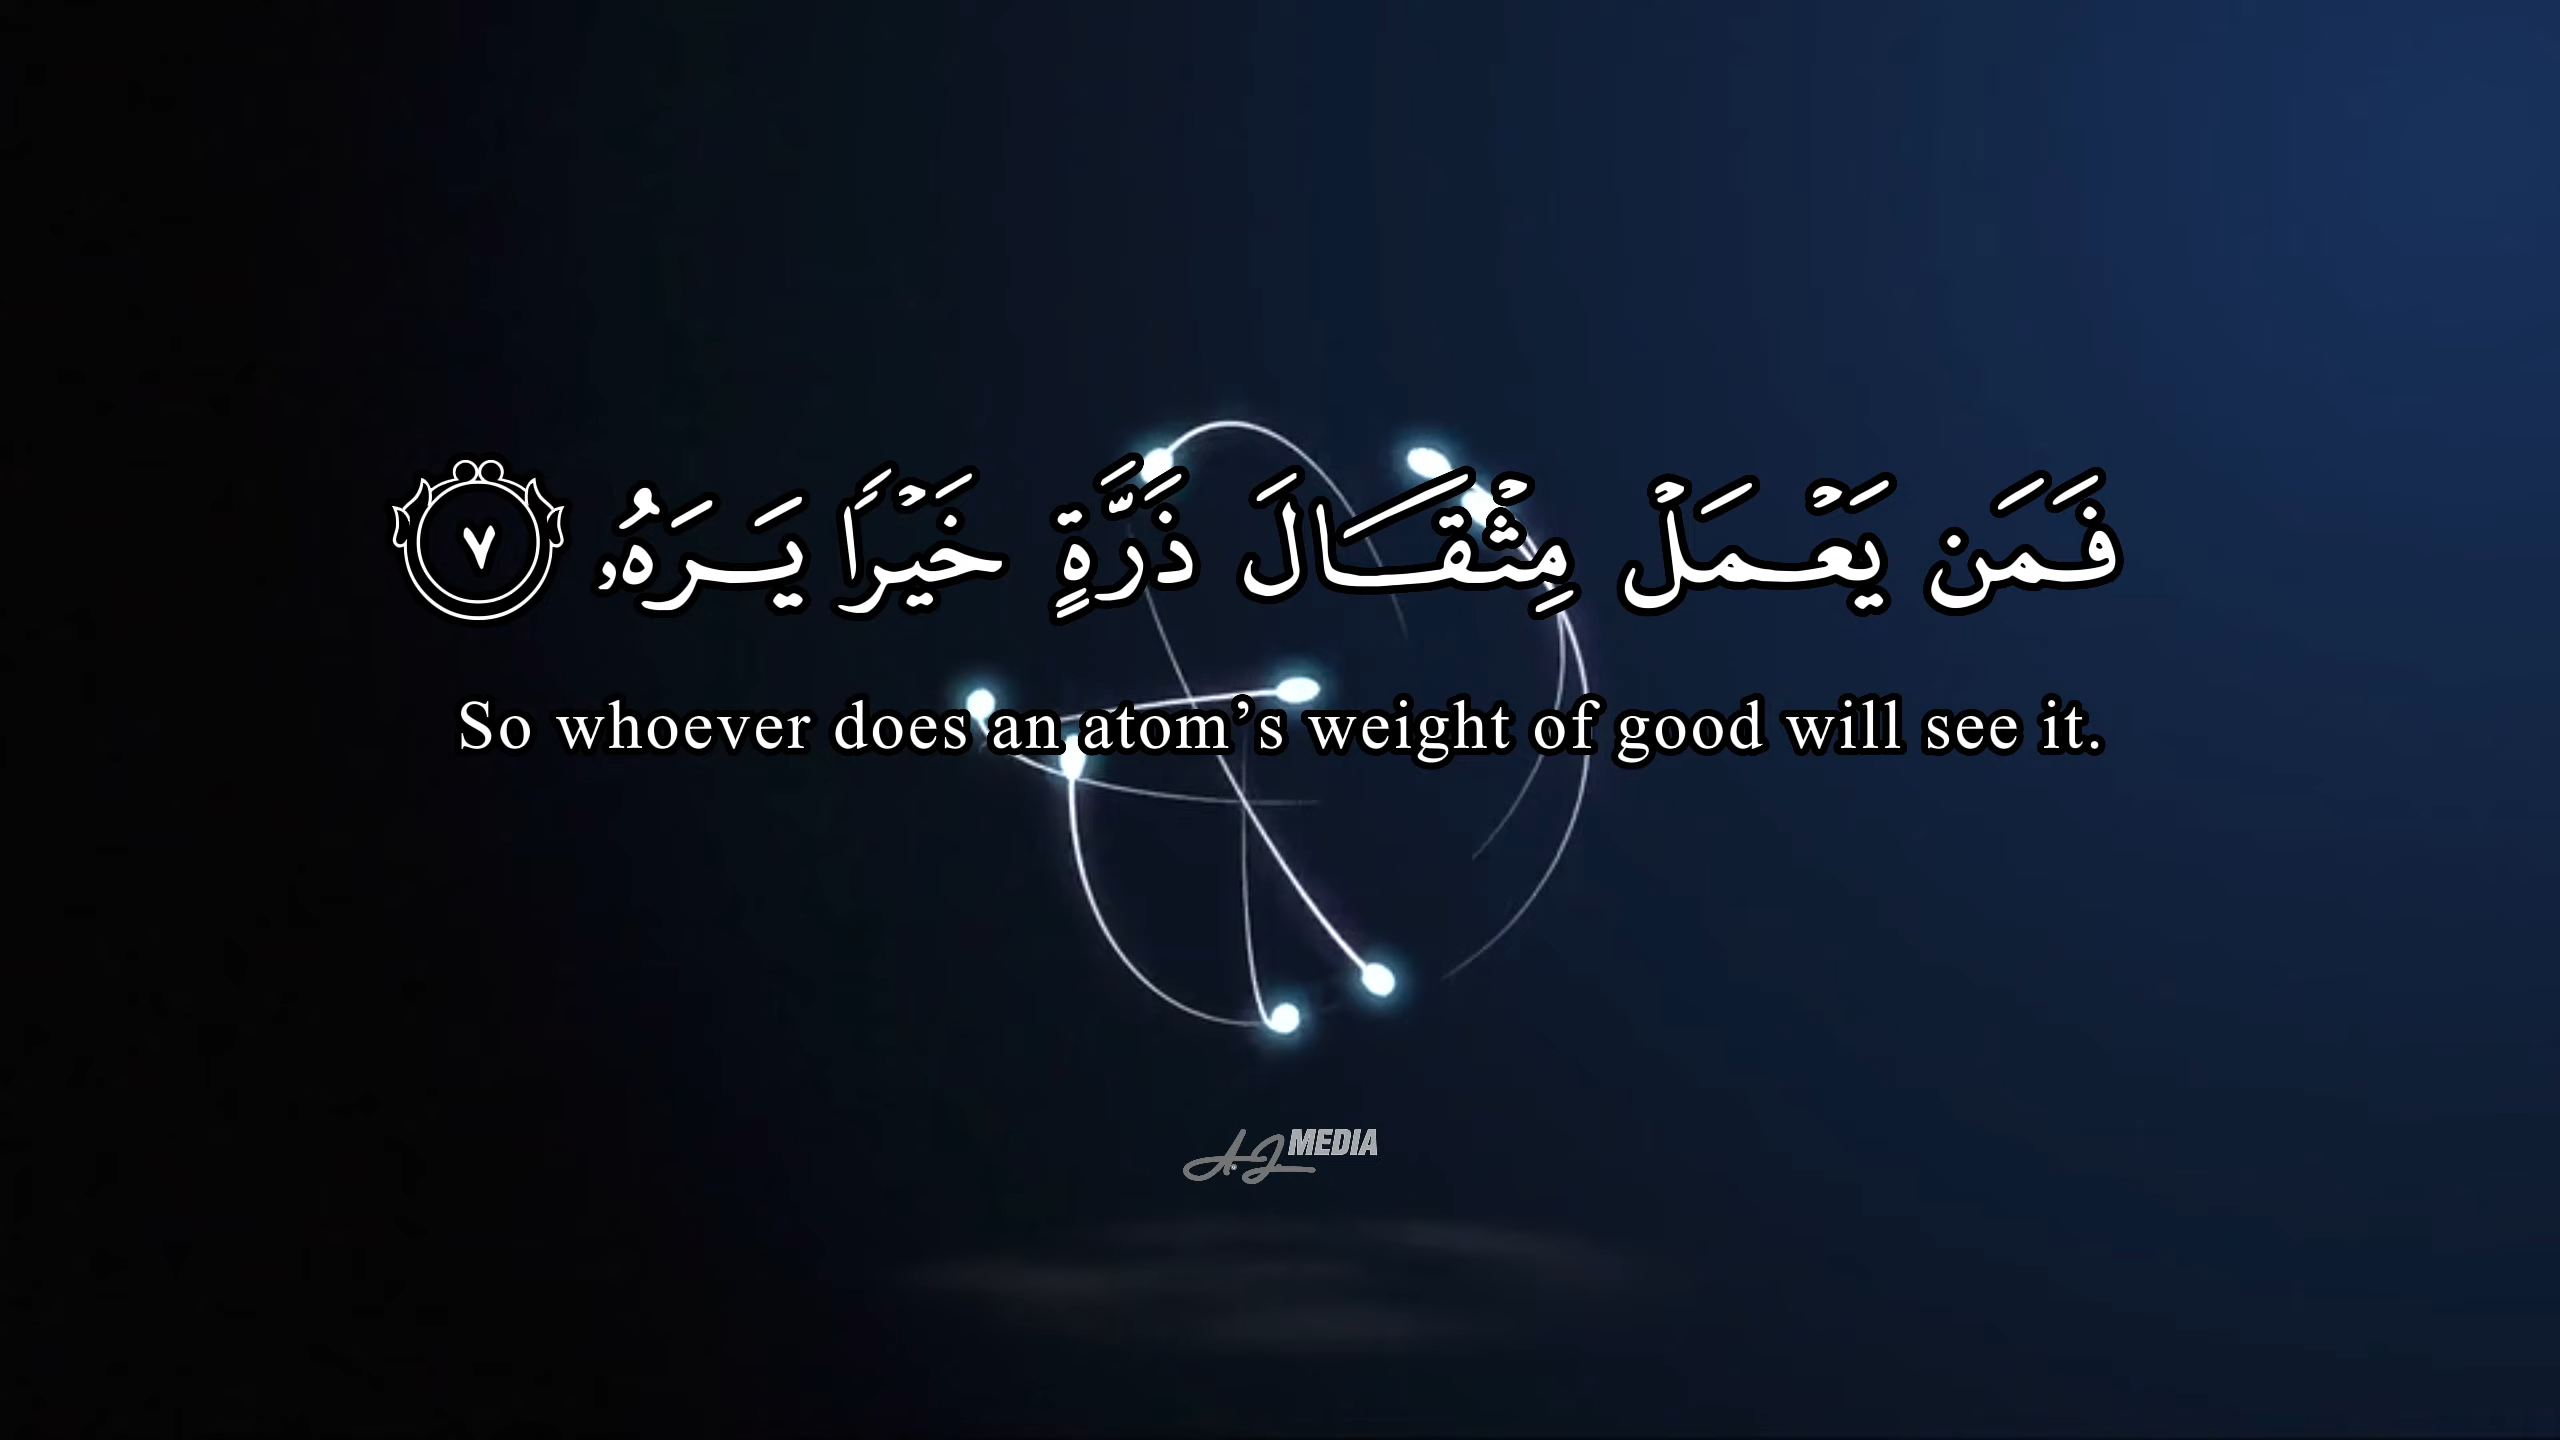 فَمَن يَعْمَلْ مِثْقَالَ ذَرَّةٍ خَيْرًا يَرَهُۥ ٧
So whoever does an atom’s weight of good will see it.
A.J. MEDIA